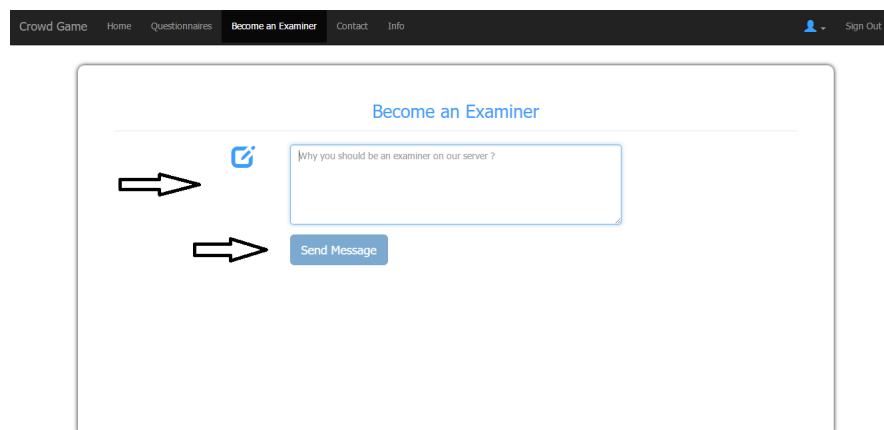 Crowd Game Home Questionnaires Become an Examiner Contact Info Sign Out
Become an Examiner
Why you should be an examiner on our server ?
Send Message